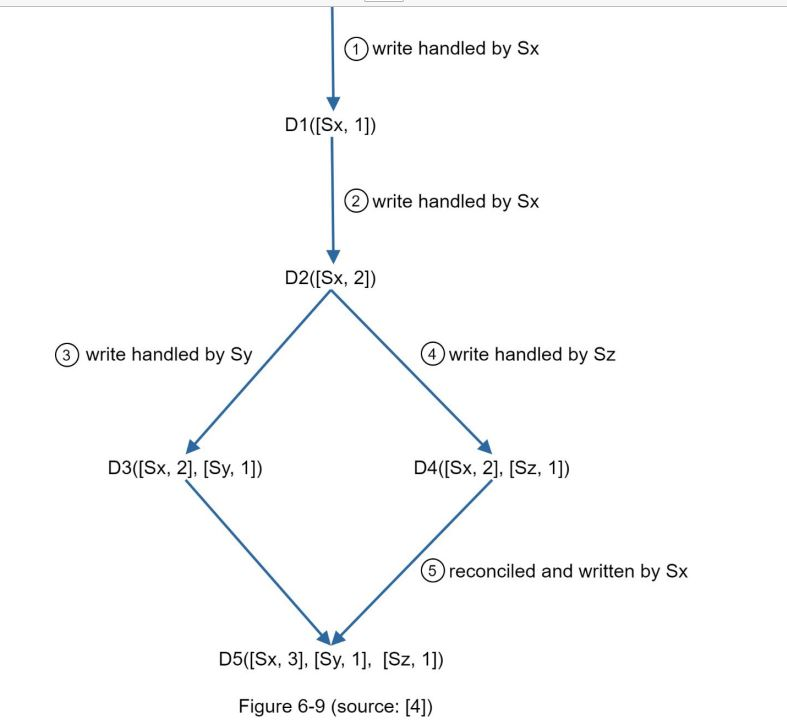 ① write handled by Sx
D1([Sx, 1])
② write handled by Sx
D2([Sx, 2])
③ write handled by Sy
④ write handled by Sz
D3([Sx, 2], [Sy, 1])
D4([Sx, 2], [Sz, 1])
⑤ reconciled and written by Sx
D5([Sx, 3], [Sy, 1], [Sz, 1])
Figure 6-9 (source: [4])